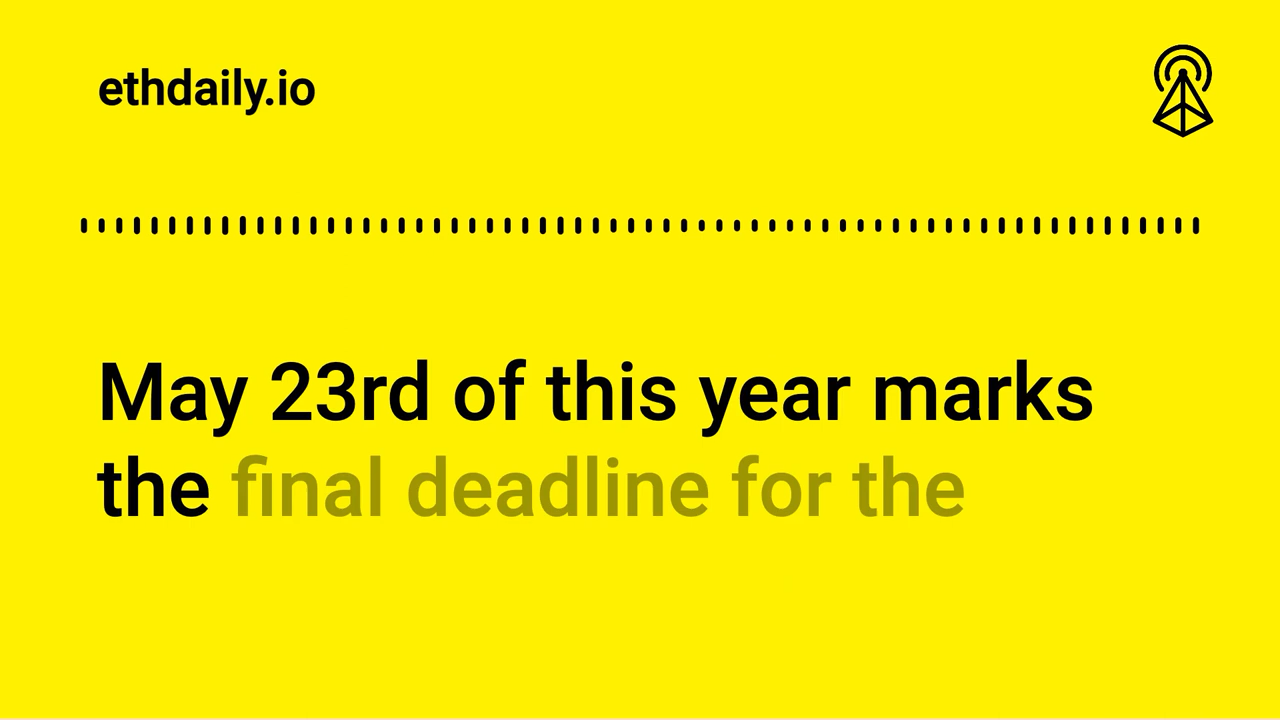 ethdaily.io
May 23rd of this year marks
the final deadline for the